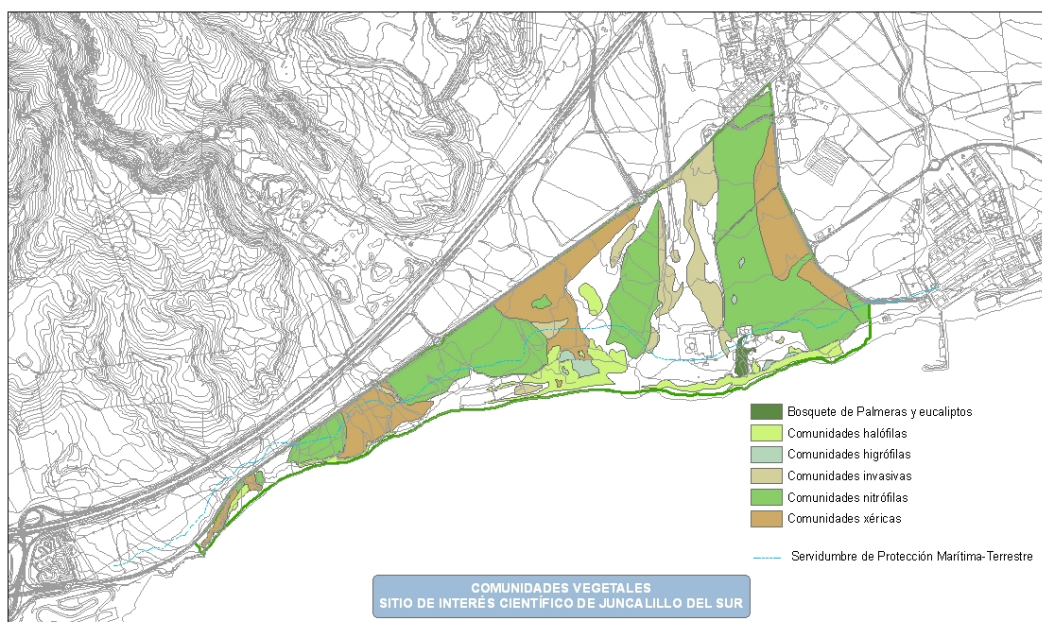 Bosquete de Palmeras y eucaliptos
Comunidades halófilas
Comunidades higrófilas
Comunidades invasivas
Comunidades nitrófilas
Comunidades xéricas
Servidumbre de Protección Marítima-Terrestre
COMUNIDADES VEGETALES
SITIO DE INTERÉS CIENTÍFICO DE JUNCALILLO DEL SUR